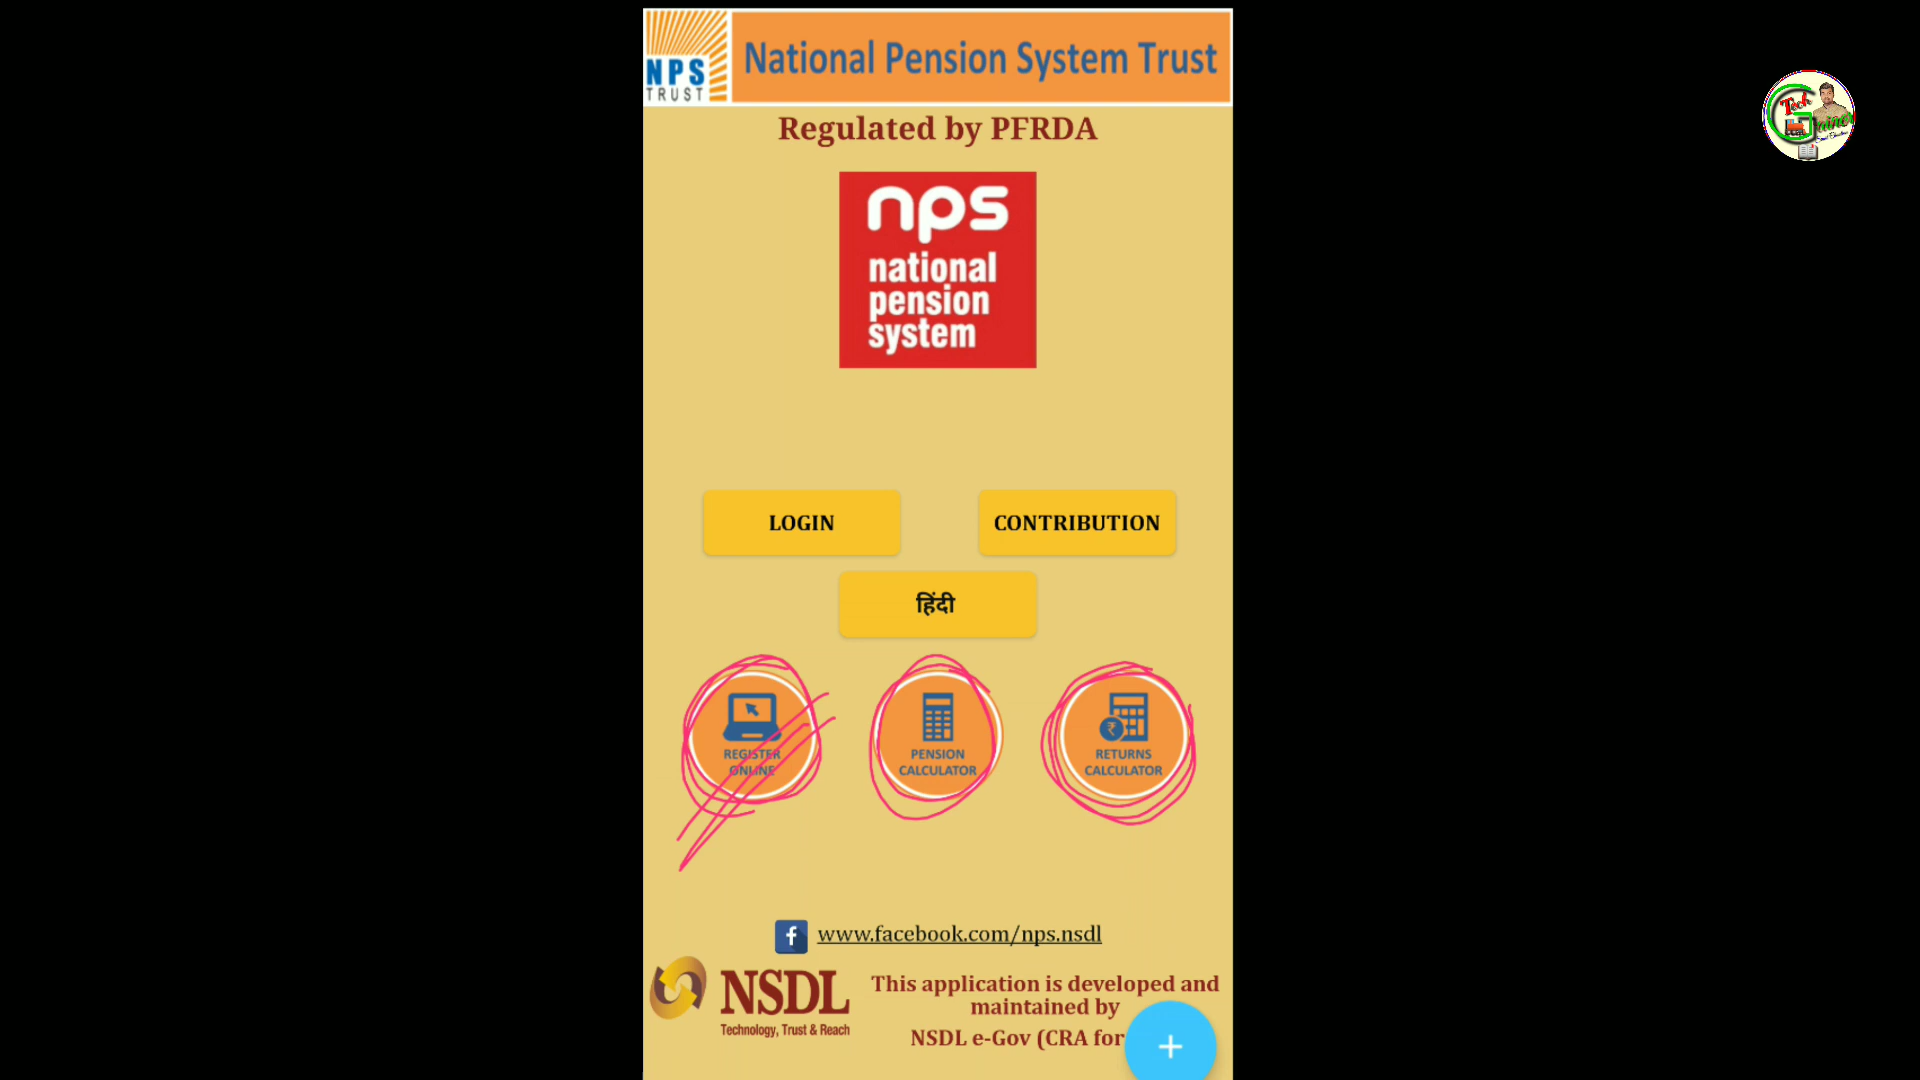 NPS
TRUST
National Pension System Trust
Regulated by PFRDA
nps
national
pension
system
Tech
Gainer
LOGIN
CONTRIBUTION
हिंदी
REGISTER
ONLINE
PENSION
CALCULATOR
RETURNS
CALCULATOR
www.facebook.com/nps.nsdl
NSDL
Technology, Trust & Reach
This application is developed and
maintained by
NSDL e-Gov (CRA for